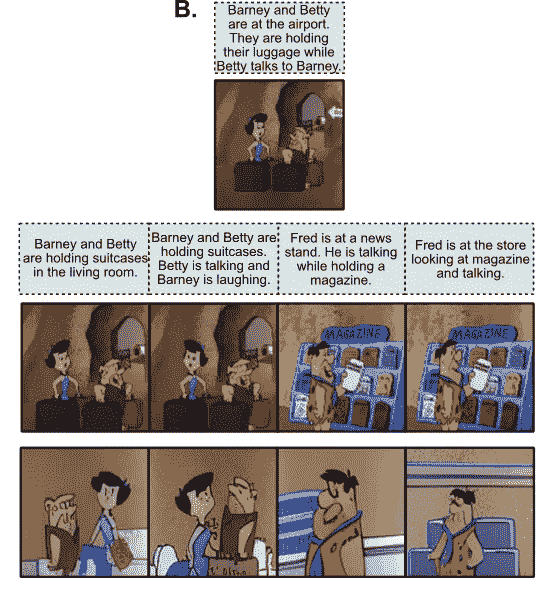 B.
Barney and Betty
are at the airport.
They are holding
their luggage while
Betty talks to Barney.
Barney and Betty
are holding suitcases
in the living room.
Barney and Betty are
holding suitcases.
Betty is talking and
Barney is laughing.
Fred is at a news
stand. He is talking
while holding a
magazine.
Fred is at the store
looking at magazine
and talking.
MAGAZINE
MAGAZINE